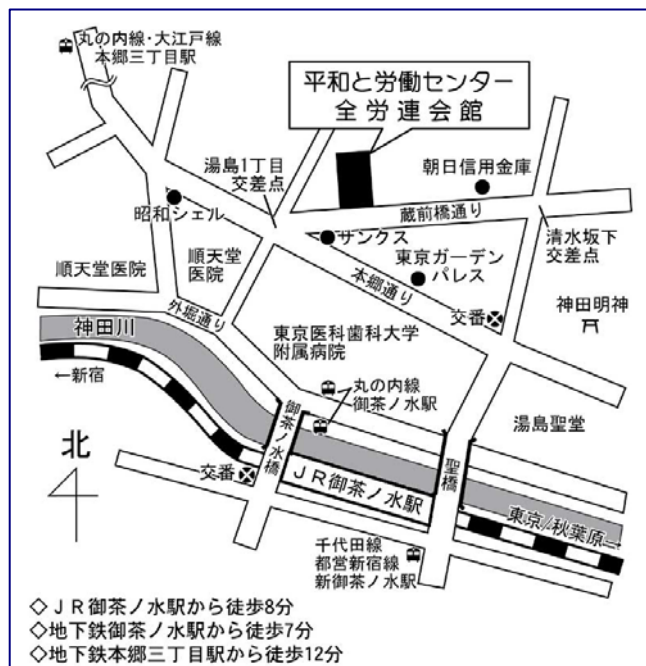 丸の内線・大江戸線
本郷三丁目駅
平和と労働センター
全労連会館
湯島1丁目
交差点
朝日信用金庫
昭和シェル
蔵前橋通り
サンクス
清水坂下
交差点
順天堂医院
順天堂
医院
東京ガーデン
パレス
本郷通り
外堀通り
交番
神田明神
神田川
東京医科歯科大学
附属病院
←新宿
丸の内線
御茶ノ水駅
湯島聖堂
北
御茶ノ水橋
聖橋
交番
ＪＲ御茶ノ水駅
東京/秋葉原→
千代田線
都営新宿線
新御茶ノ水駅
◇ＪＲ御茶ノ水駅から徒歩8分
◇地下鉄御茶ノ水駅から徒歩7分
◇地下鉄本郷三丁目駅から徒歩12分